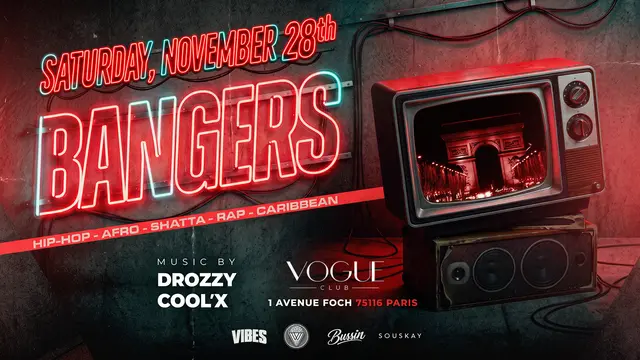 SATURDAY, NOVEMBER 28th
BANGERS
HIP-HOP - AFRO - SHATTA - RAP - CARIBBEAN
MUSIC BY
DROZZY
COOL'X
VOGUE
CLUB
1 AVENUE FOCH 75116 PARIS
VIBES
Bussin
SOUSKAY